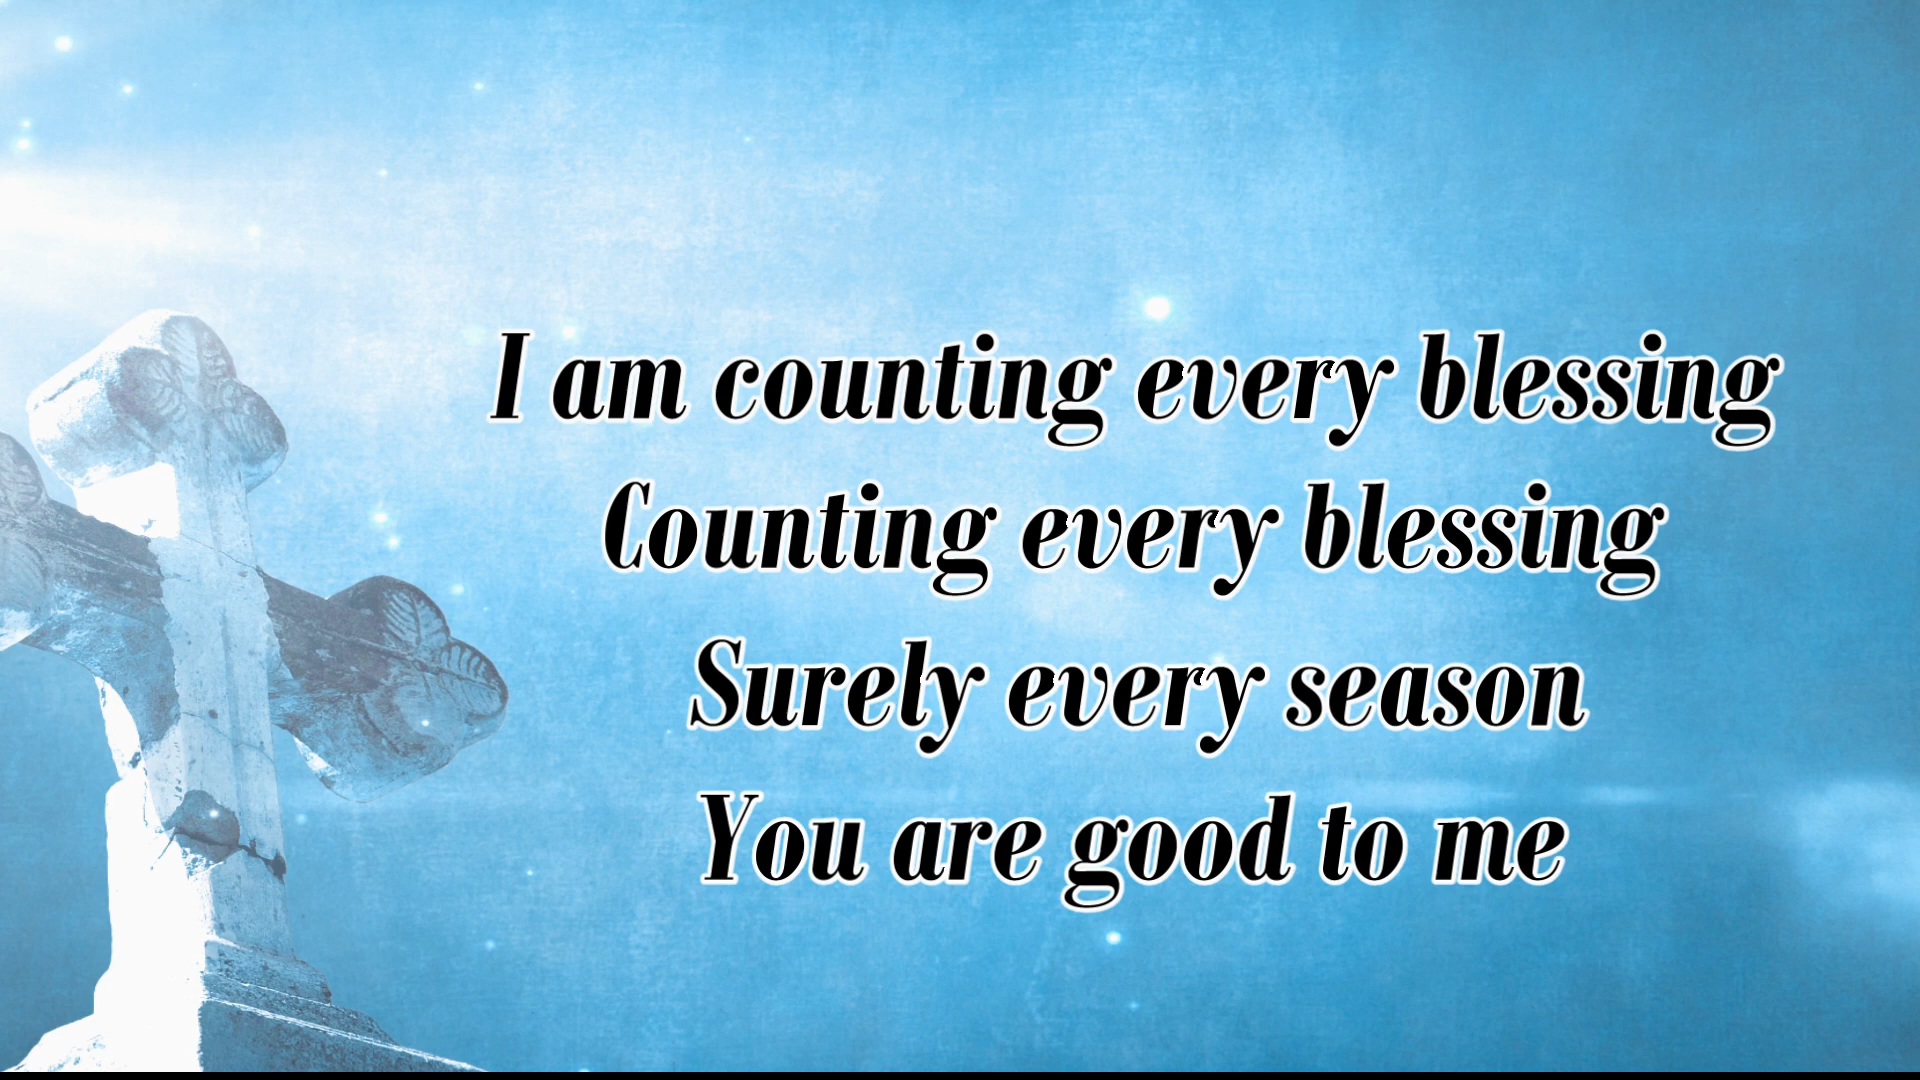 I am counting every blessing
Counting every blessing
Surely every season
You are good to me